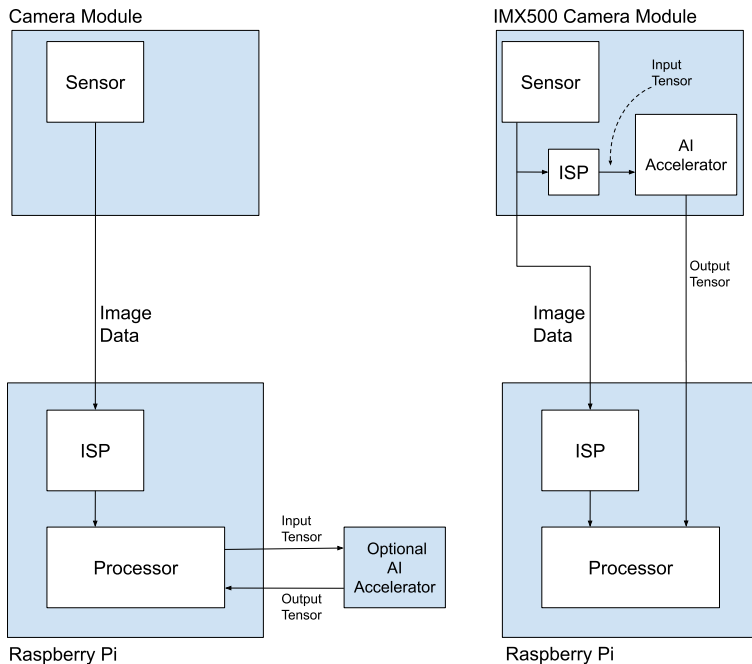 Camera Module
Sensor
Image
Data
ISP
Processor
Input
Tensor
Output
Tensor
Optional
AI
Accelerator
Raspberry Pi
IMX500 Camera Module
Sensor
Input
Tensor
ISP
AI
Accelerator
Output
Tensor
Image
Data
ISP
Processor
Raspberry Pi